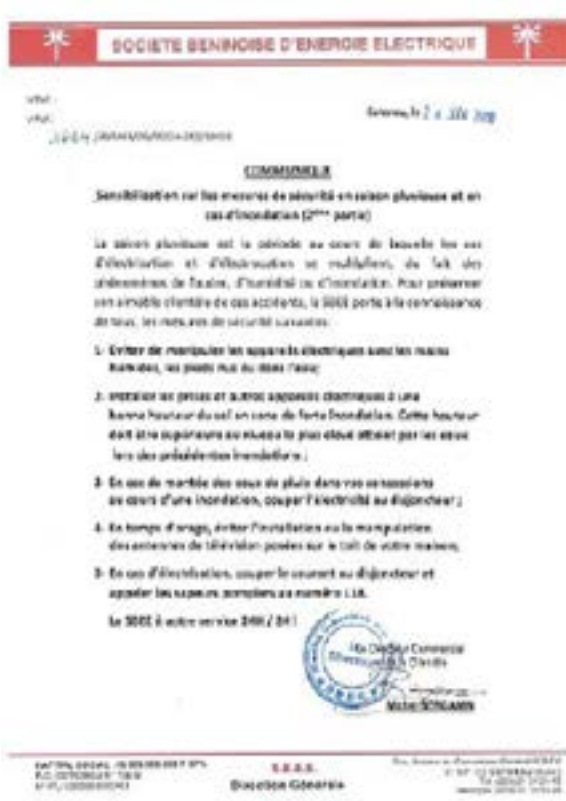 SOCIETE BENINOISE D'ENERGIE ELECTRIQUE
COMMUNIQUE
Sensibilisation sur les mesures de sécurité en saison pluvieuse et en
cas d'inondation (2ème partie)
La saison pluvieuse est la période au cours de laquelle les cas
d'électrisation et d'électrocution se multiplient, du fait des
phénomènes de foudre, d'humidité ou d'inondation. Pour préserver
son aimable clientèle de ces accidents, la SBEE porte à la connaissance
de tous, les mesures de sécurité suivantes:
1- Eviter de manipuler les appareils électriques avec les mains
humides, les pieds nus ou dans l'eau;
2- Installer les prises et autres appareils électriques à une
bonne hauteur du sol en zone de forte inondation. Cette hauteur
doit être supérieure au niveau le plus élevé atteint par les eaux
lors des précédentes inondations ;
3- En cas de montée des eaux de pluie dans vos concessions
au cours d'une inondation, couper l'électricité au disjoncteur ;
4- En temps d'orage, éviter l'installation ou la manipulation
des antennes de télévision posées sur le toit de votre maison;
5- En cas d'électrisation, couper le courant au disjoncteur et
appeler les sapeurs pompiers au numéro 118.
La SBEE à votre service 24H / 24 !
Directeur Commercial
Clientèle
S.B.E.E.
Direction Générale